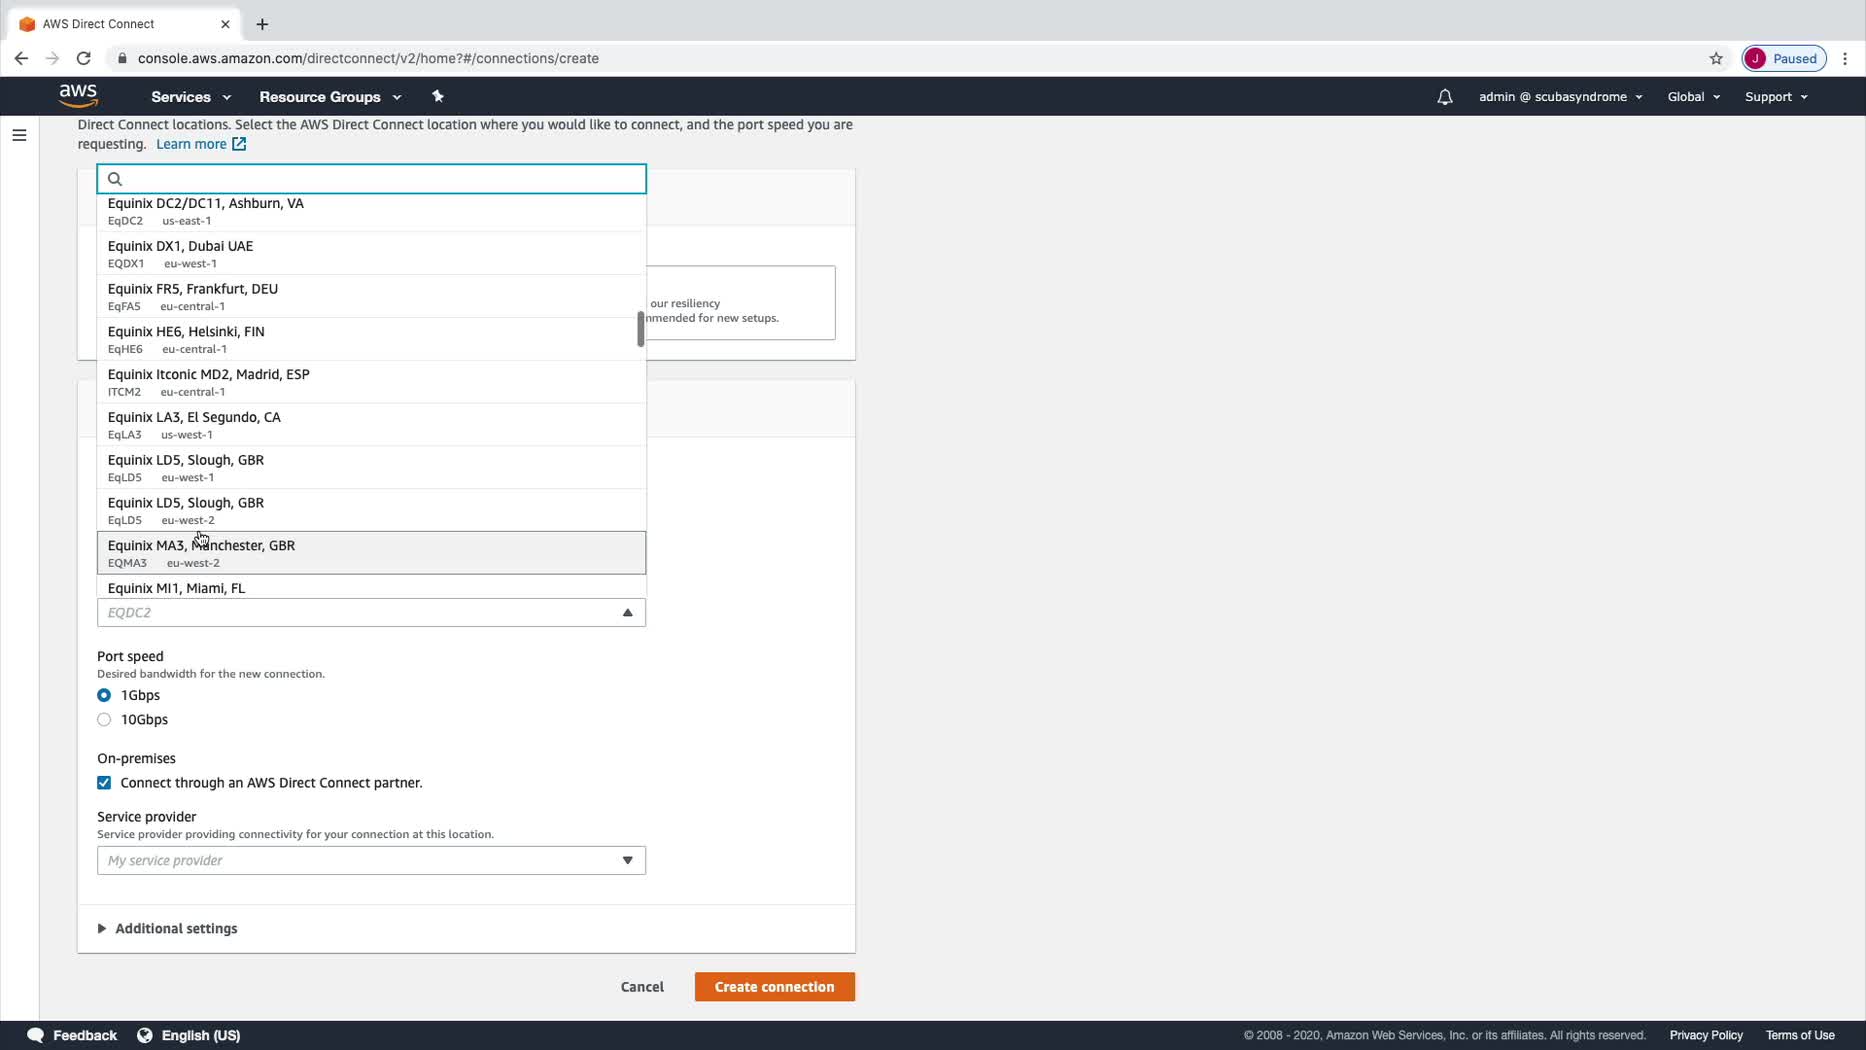 AWS Direct Connect
console.aws.amazon.com/directconnect/v2/home?#/connections/create
J Paused
aws Services Resource Groups admin @ scubasyndrome Global Support
Direct Connect locations. Select the AWS Direct Connect location where you would like to connect, and the port speed you are
requesting. Learn more
Equinix DC2/DC11, Ashburn, VA
EqDC2 us-east-1
Equinix DX1, Dubai UAE
EQDX1 eu-west-1
Equinix FR5, Frankfurt, DEU
EqFA5 eu-central-1
our resiliency
mmended for new setups.
Equinix HE6, Helsinki, FIN
EqHE6 eu-central-1
Equinix Itconic MD2, Madrid, ESP
ITCM2 eu-central-1
Equinix LA3, El Segundo, CA
EqLA3 us-west-1
Equinix LD5, Slough, GBR
EqLD5 eu-west-1
Equinix LD5, Slough, GBR
EqLD5 eu-west-2
Equinix MA3, Manchester, GBR
EQMA3 eu-west-2
Equinix MI1, Miami, FL
EQDC2
Port speed
Desired bandwidth for the new connection.
1Gbps
10Gbps
On-premises
Connect through an AWS Direct Connect partner.
Service provider
Service provider providing connectivity for your connection at this location.
My service provider
Additional settings
Cancel Create connection
Feedback English (US) © 2008 - 2020, Amazon Web Services, Inc. or its affiliates. All rights reserved. Privacy Policy Terms of Use